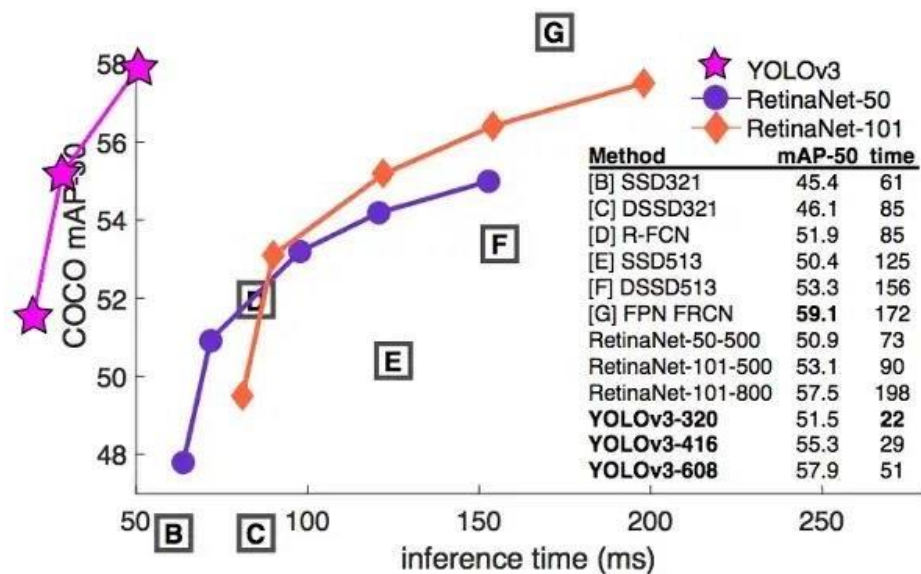 G
58
56
54
52
50
48
COCO mAP-50
D
F
E
B
C
50 100 150 200 250
inference time (ms)
YOLOv3
RetinaNet-50
RetinaNet-101
Method mAP-50 time
[B] SSD321 45.4 61
[C] DSSD321 46.1 85
[D] R-FCN 51.9 85
[E] SSD513 50.4 125
[F] DSSD513 53.3 156
[G] FPN FRCN 59.1 172
RetinaNet-50-500 50.9 73
RetinaNet-101-500 53.1 90
RetinaNet-101-800 57.5 198
YOLOv3-320 51.5 22
YOLOv3-416 55.3 29
YOLOv3-608 57.9 51